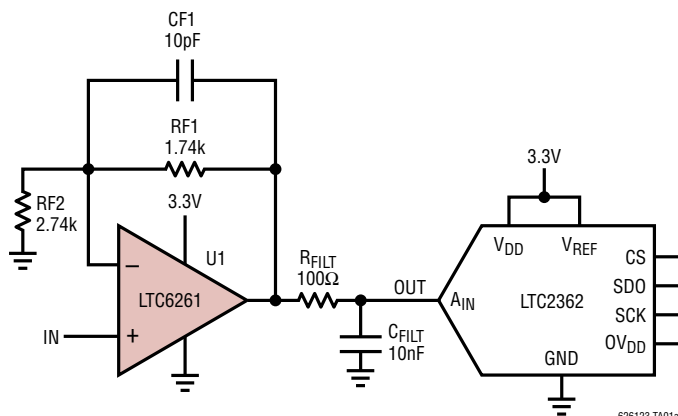 CF1
10pF
RF1
1.74k
RF2
2.74k
3.3V
U1
LTC6261
–
+
IN
RFILT
100Ω
CFILT
10nF
OUT
3.3V
VDD
VREF
AIN
LTC2362
GND
CS
SDO
SCK
OVDD